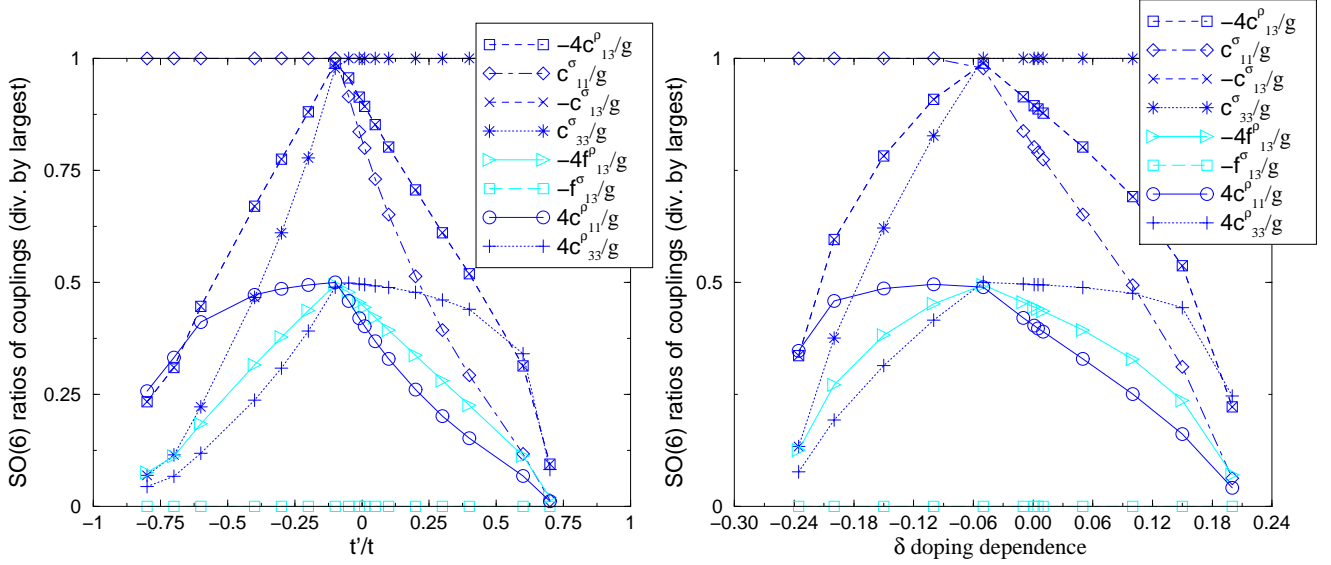 SO(6) ratios of couplings (div. by largest)
1
0.75
0.5
0.25
0
−1 −0.75 −0.5 −0.25 0 0.25 0.5 0.75 1
t'/t
−4c^ρ_13/g
c^σ_11/g
−c^σ_13/g
c^σ_33/g
−4f^ρ_13/g
−f^σ_13/g
4c^ρ_11/g
4c^ρ_33/g
SO(6) ratios of couplings (div. by largest)
1
0.75
0.5
0.25
0
−0.30 −0.24 −0.18 −0.12 −0.06 0.00 0.06 0.12 0.18 0.24
δ doping dependence
−4c^ρ_13/g
c^σ_11/g
−c^σ_13/g
c^σ_33/g
−4f^ρ_13/g
−f^σ_13/g
4c^ρ_11/g
4c^ρ_33/g